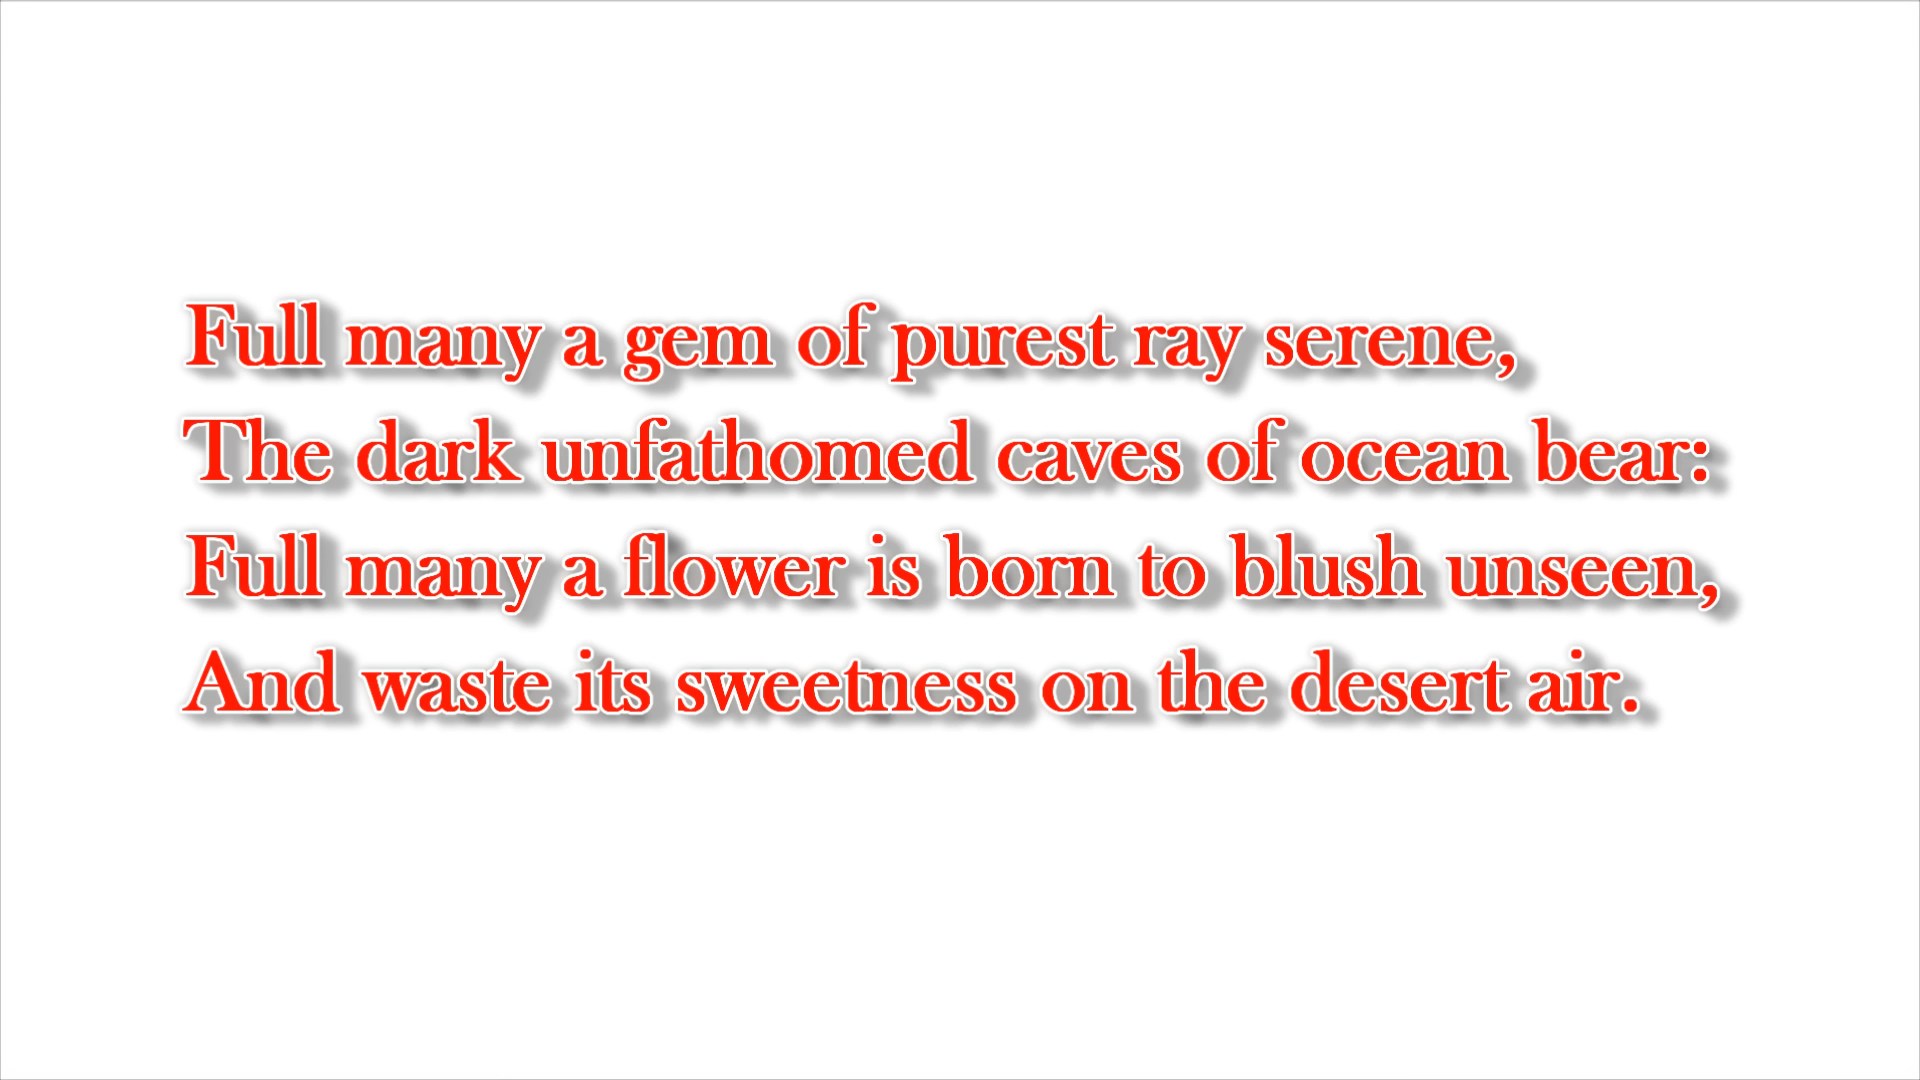 Full many a gem of purest ray serene,
The dark unfathomed caves of ocean bear:
Full many a flower is born to blush unseen,
And waste its sweetness on the desert air.